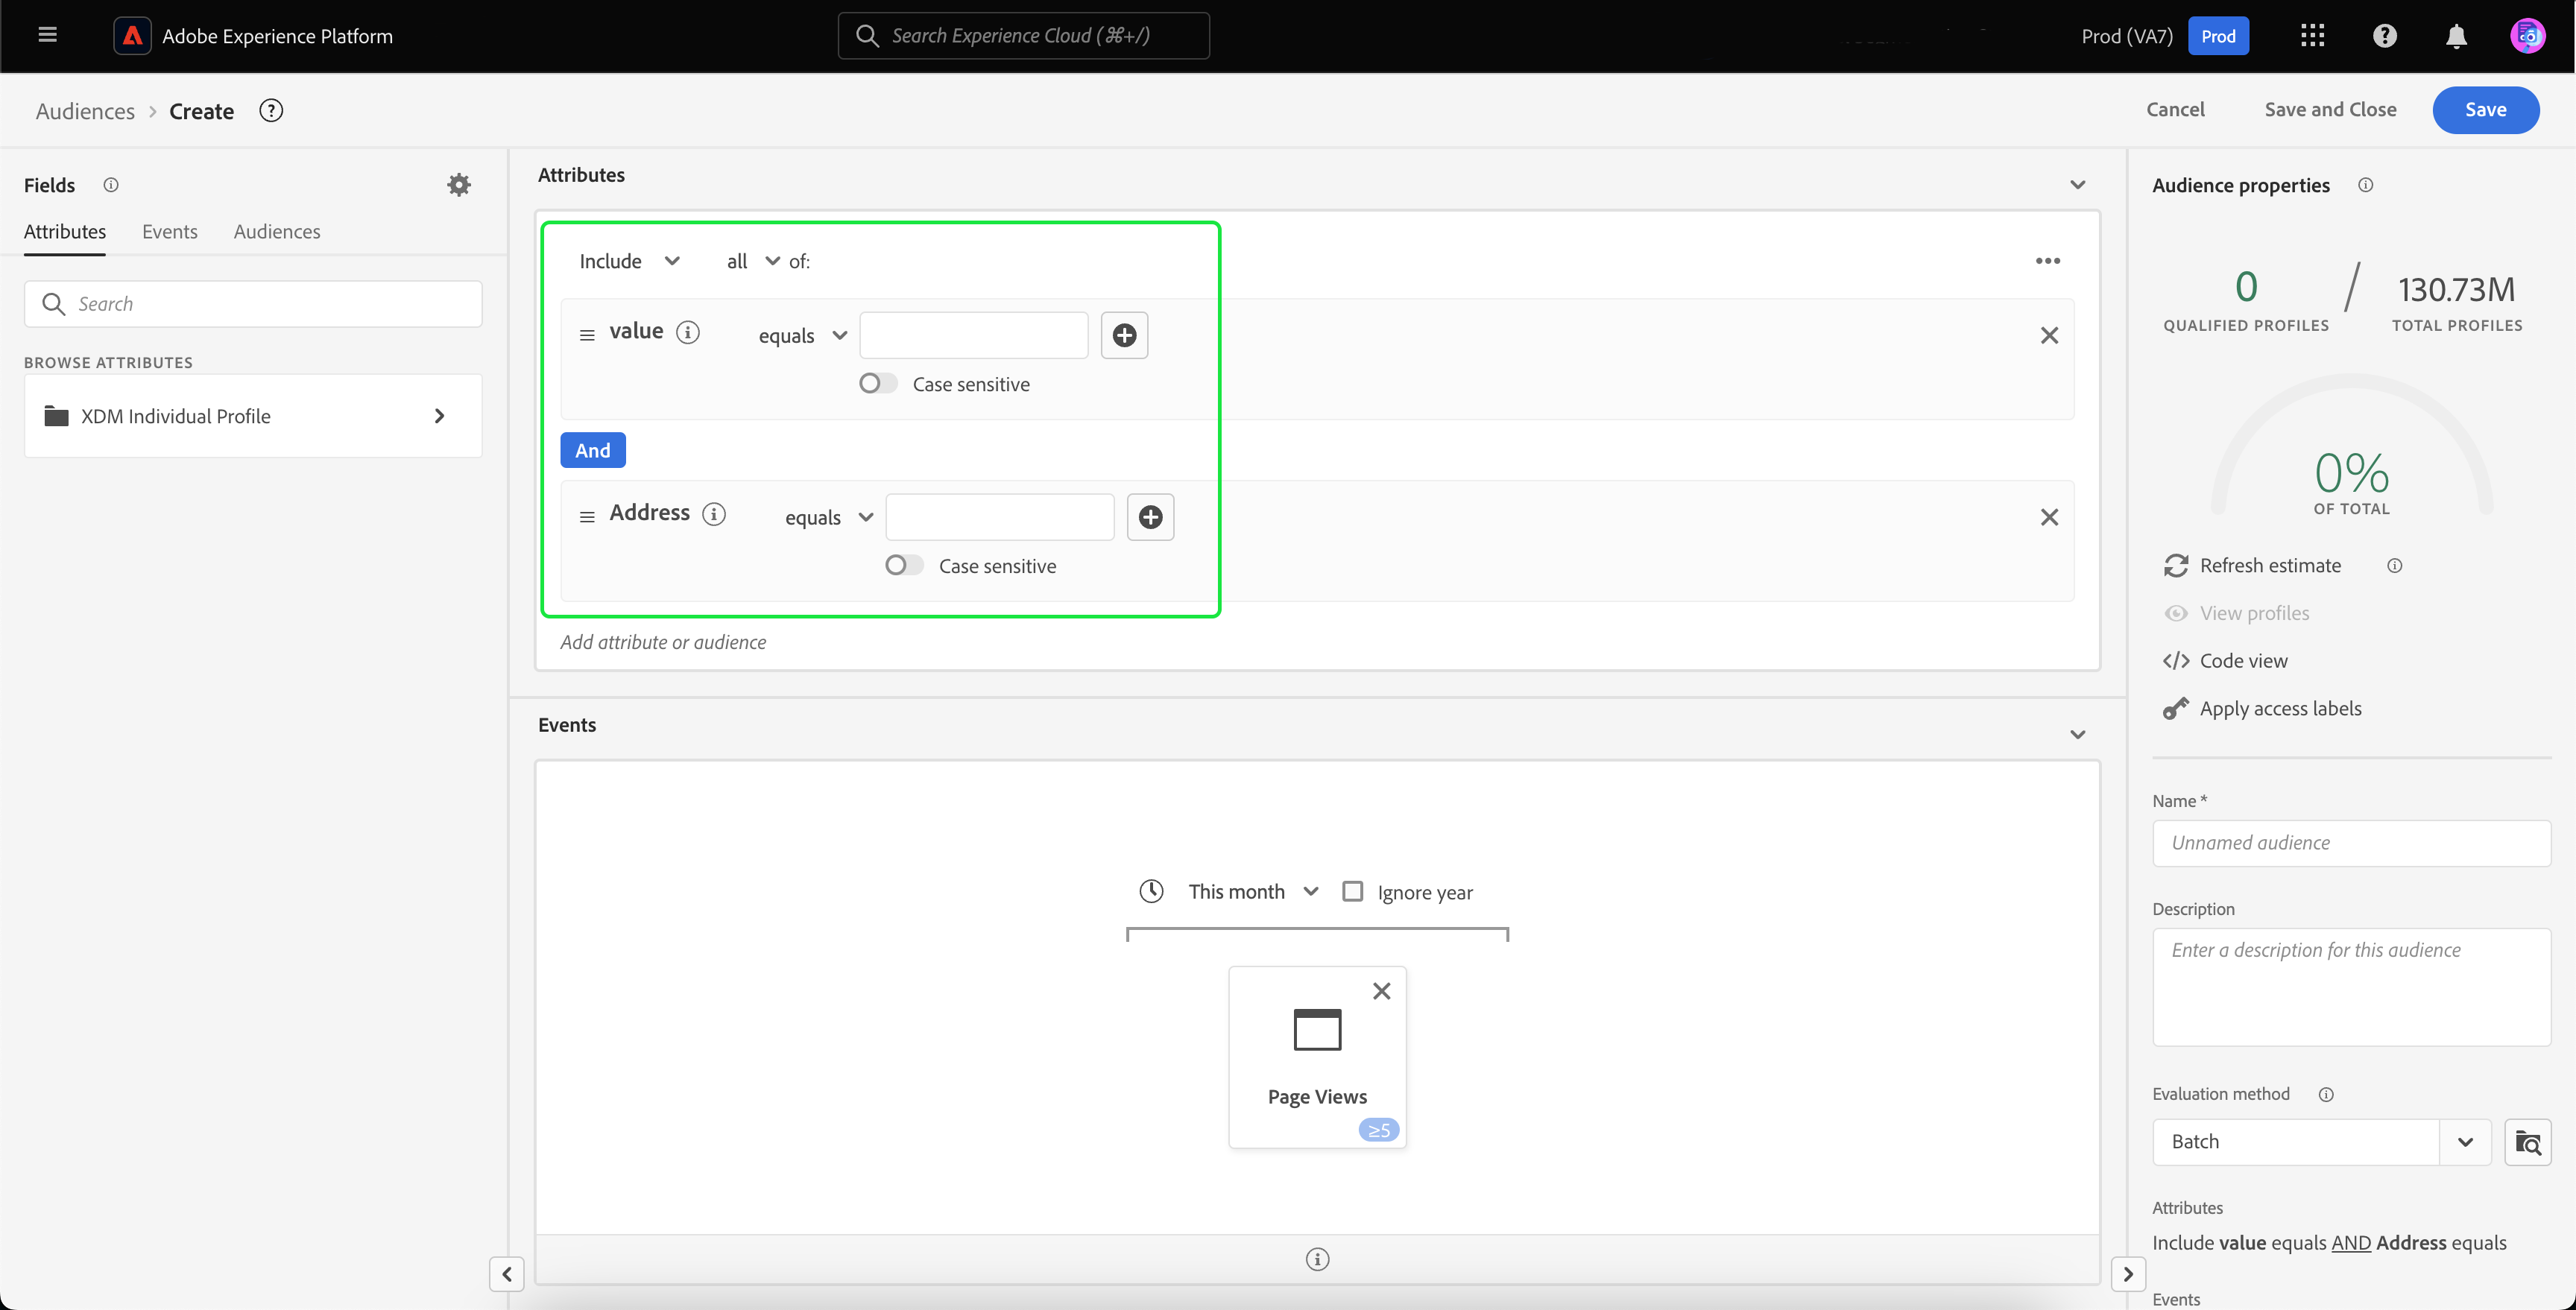 Adobe Experience Platform
Search Experience Cloud (⌘+/)
Prod (VA7)
Prod
Audiences > Create
Cancel
Save and Close
Save
Fields
Attributes
Events
Audiences
Search
BROWSE ATTRIBUTES
XDM Individual Profile
Attributes
Include
all
of:
value
equals
Case sensitive
And
Address
equals
Case sensitive
Add attribute or audience
Events
This month
Ignore year
Page Views
≥5
Audience properties
0 / 130.73M
QUALIFIED PROFILES
TOTAL PROFILES
0%
OF TOTAL
Refresh estimate
View profiles
Code view
Apply access labels
Name *
Unnamed audience
Description
Enter a description for this audience
Evaluation method
Batch
Attributes
Include value equals AND Address equals
Events